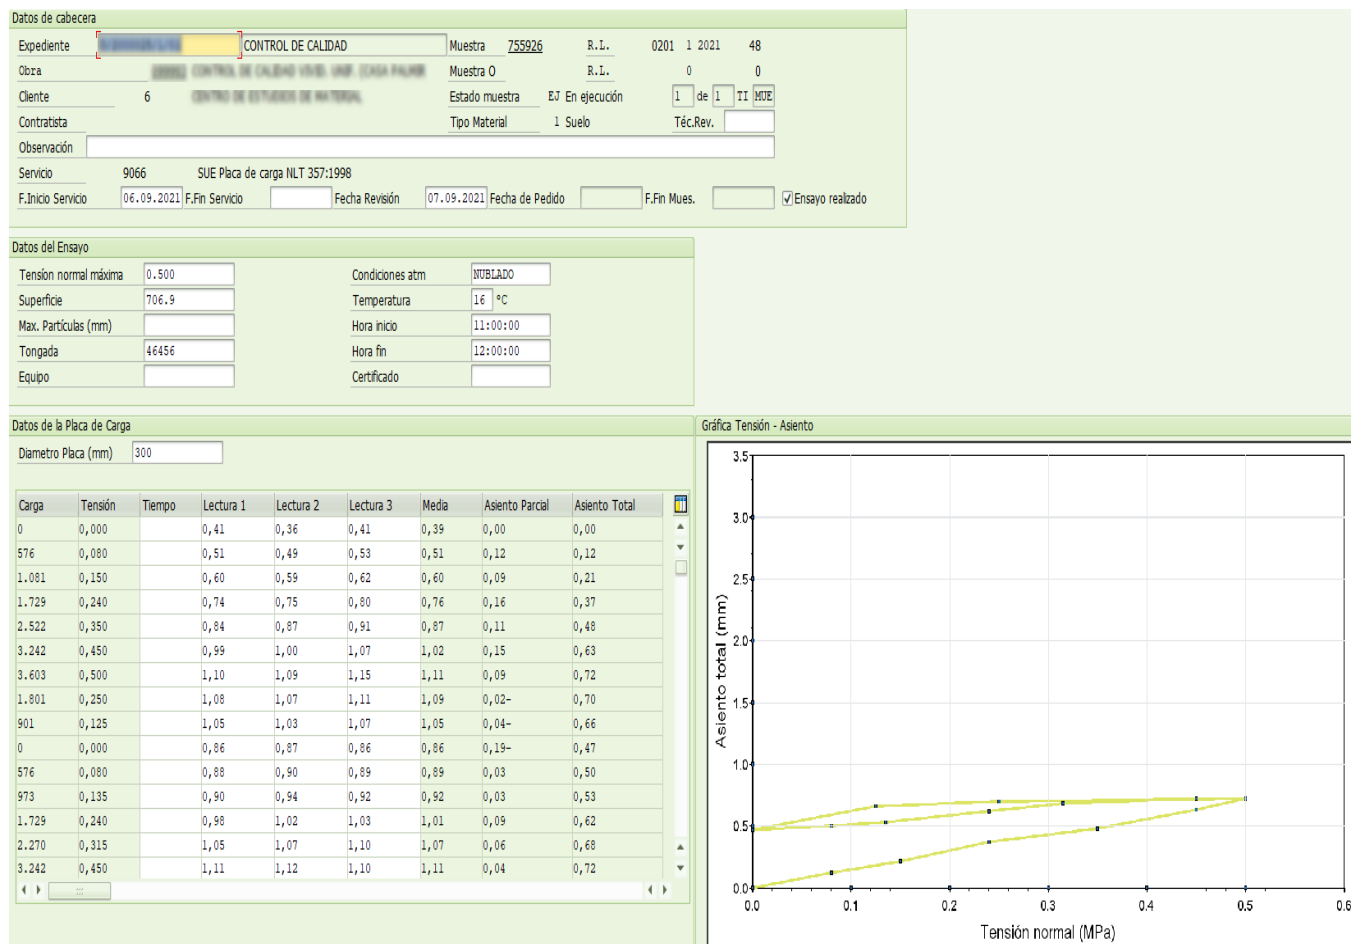 Datos de cabecera
Expediente CONTROL DE CALIDAD Muestra 755926 R.L. 0201 1 2021 48
Obra Muestra O R.L. 0 0
Cliente 6 Estado muestra EJ En ejecución 1 de 1 TI MUE
Contratista Tipo Material 1 Suelo Téc.Rev.
Observación
Servicio 9066 SUE Placa de carga NLT 357:1998
F.Inicio Servicio 06.09.2021 F.Fin Servicio Fecha Revisión 07.09.2021 Fecha de Pedido F.Fin Mues. Ensayo realizado
Datos del Ensayo
Tensíon normal máxima 0.500 Condiciones atm NUBLADO
Superficie 706.9 Temperatura 16 °C
Max. Partículas (mm) Hora inicio 11:00:00
Tongada 46456 Hora fin 12:00:00
Equipo Certificado
Datos de la Placa de Carga
Diametro Placa (mm) 300
Carga Tensión Tiempo Lectura 1 Lectura 2 Lectura 3 Media Asiento Parcial Asiento Total
0 0,000 0,41 0,36 0,41 0,39 0,00 0,00
576 0,080 0,51 0,49 0,53 0,51 0,12 0,12
1.081 0,150 0,60 0,59 0,62 0,60 0,09 0,21
1.729 0,240 0,74 0,75 0,80 0,76 0,16 0,37
2.522 0,350 0,84 0,87 0,91 0,87 0,11 0,48
3.242 0,450 0,99 1,00 1,07 1,02 0,15 0,63
3.603 0,500 1,10 1,09 1,15 1,11 0,09 0,72
1.801 0,250 1,08 1,07 1,11 1,09 0,02- 0,70
901 0,125 1,05 1,03 1,07 1,05 0,04- 0,66
0 0,000 0,86 0,87 0,86 0,86 0,19- 0,47
576 0,080 0,88 0,90 0,89 0,89 0,03 0,50
973 0,135 0,90 0,94 0,92 0,92 0,03 0,53
1.729 0,240 0,98 1,02 1,03 1,01 0,09 0,62
2.270 0,315 1,05 1,07 1,10 1,07 0,06 0,68
3.242 0,450 1,11 1,12 1,10 1,11 0,04 0,72
Gráfica Tensión - Asiento
3.5
3.0
2.5
2.0
1.5
1.0
0.5
0.0
Asiento total (mm)
0.0 0.1 0.2 0.3 0.4 0.5 0.6
Tensión normal (MPa)